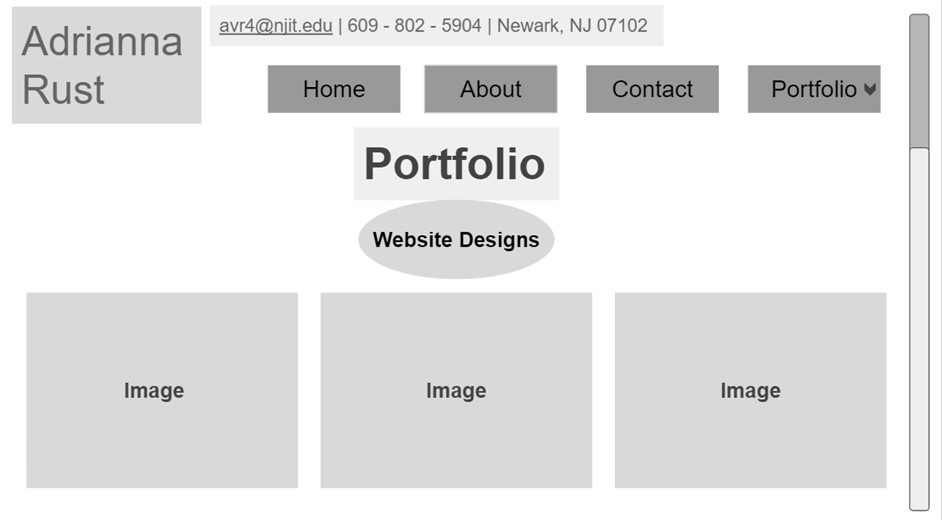 Adrianna
Rust
avr4@njit.edu | 609 - 802 - 5904 | Newark, NJ 07102
Home About Contact Portfolio
Portfolio
Website Designs
Image Image Image